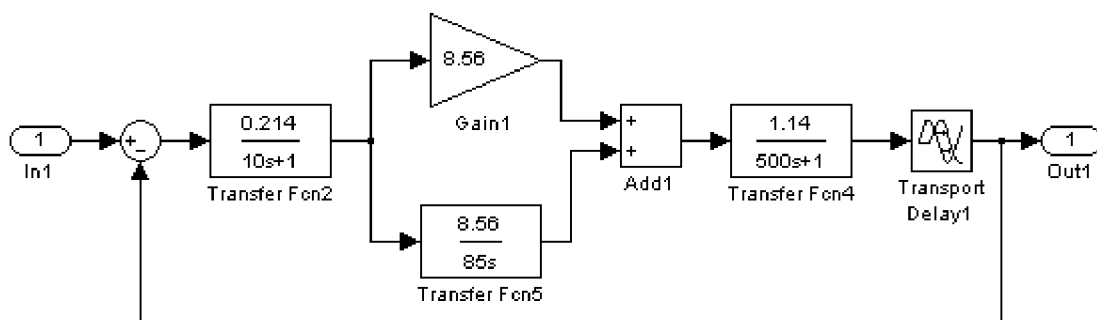 1
In1
+
−
0.214
10s+1
Transfer Fcn2
8.56
Gain1
8.56
85s
Transfer Fcn5
+
+
Add1
1.14
500s+1
Transfer Fcn4
Transport
Delay1
1
Out1